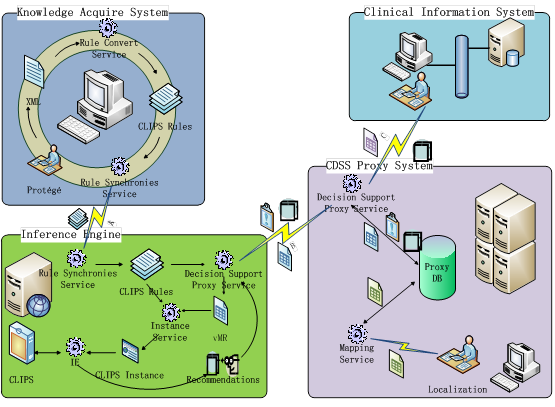 Knowledge Acquire System
Rule Convert
Service
XML
CLIPS Rules
Protégé
Rule Synchronies
Service
A
Clinical Information System
C
CDSS Proxy System
Decision Support
Proxy Service
Proxy
DB
Mapping
Service
Localization
B
Inference Engine
Rule Synchronies
Service
CLIPS Rules
Decision Support
Proxy Service
Instance
Service
vMR
CLIPS
IE
CLIPS Instance
Recommendations